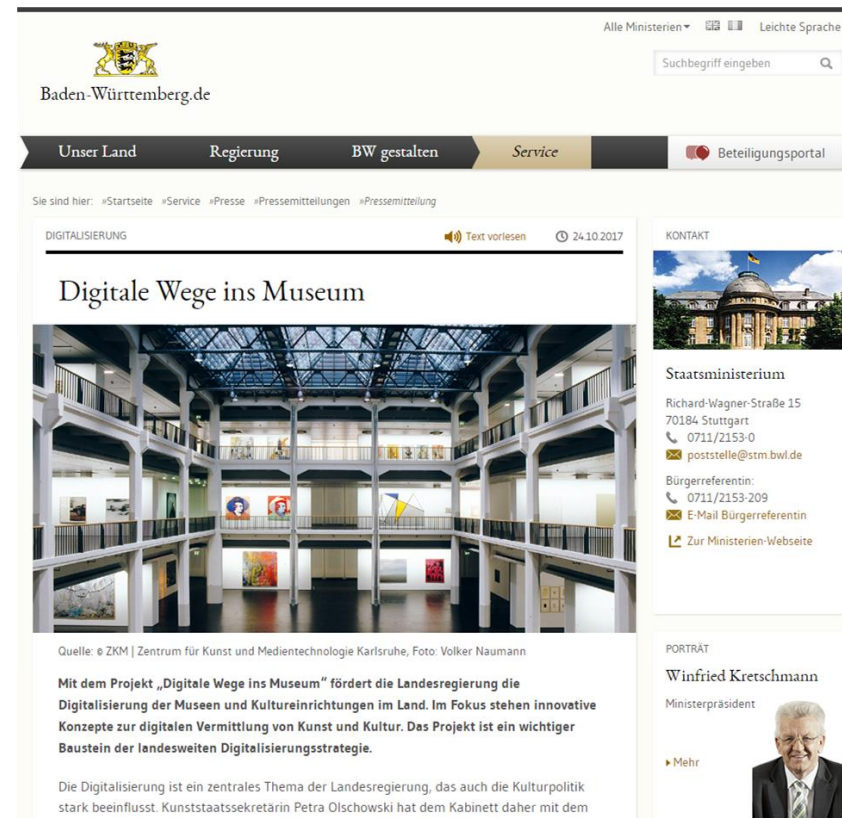 Alle Ministerien Leichte Sprache
Suchbegriff eingeben
Baden-Württemberg.de
Unser Land Regierung BW gestalten Service Beteiligungsportal
Sie sind hier: »Startseite »Service »Presse »Pressemitteilungen »Pressemitteilung
DIGITALISIERUNG Text vorlesen 24.10.2017
Digitale Wege ins Museum
Quelle: © ZKM | Zentrum für Kunst und Medientechnologie Karlsruhe, Foto: Volker Naumann
Mit dem Projekt „Digitale Wege ins Museum“ fördert die Landesregierung die
Digitalisierung der Museen und Kultureinrichtungen im Land. Im Fokus stehen innovative
Konzepte zur digitalen Vermittlung von Kunst und Kultur. Das Projekt ist ein wichtiger
Baustein der landesweiten Digitalisierungsstrategie.
Die Digitalisierung ist ein zentrales Thema der Landesregierung, das auch die Kulturpolitik
stark beeinflusst. Kunststaatssekretärin Petra Olschowski hat dem Kabinett daher mit dem
KONTAKT
Staatsministerium
Richard-Wagner-Straße 15
70184 Stuttgart
0711/2153-0
poststelle@stm.bwl.de
Bürgerreferentin:
0711/2153-209
E-Mail Bürgerreferentin
Zur Ministerien-Webseite
PORTRÄT
Winfried Kretschmann
Ministerpräsident
Mehr